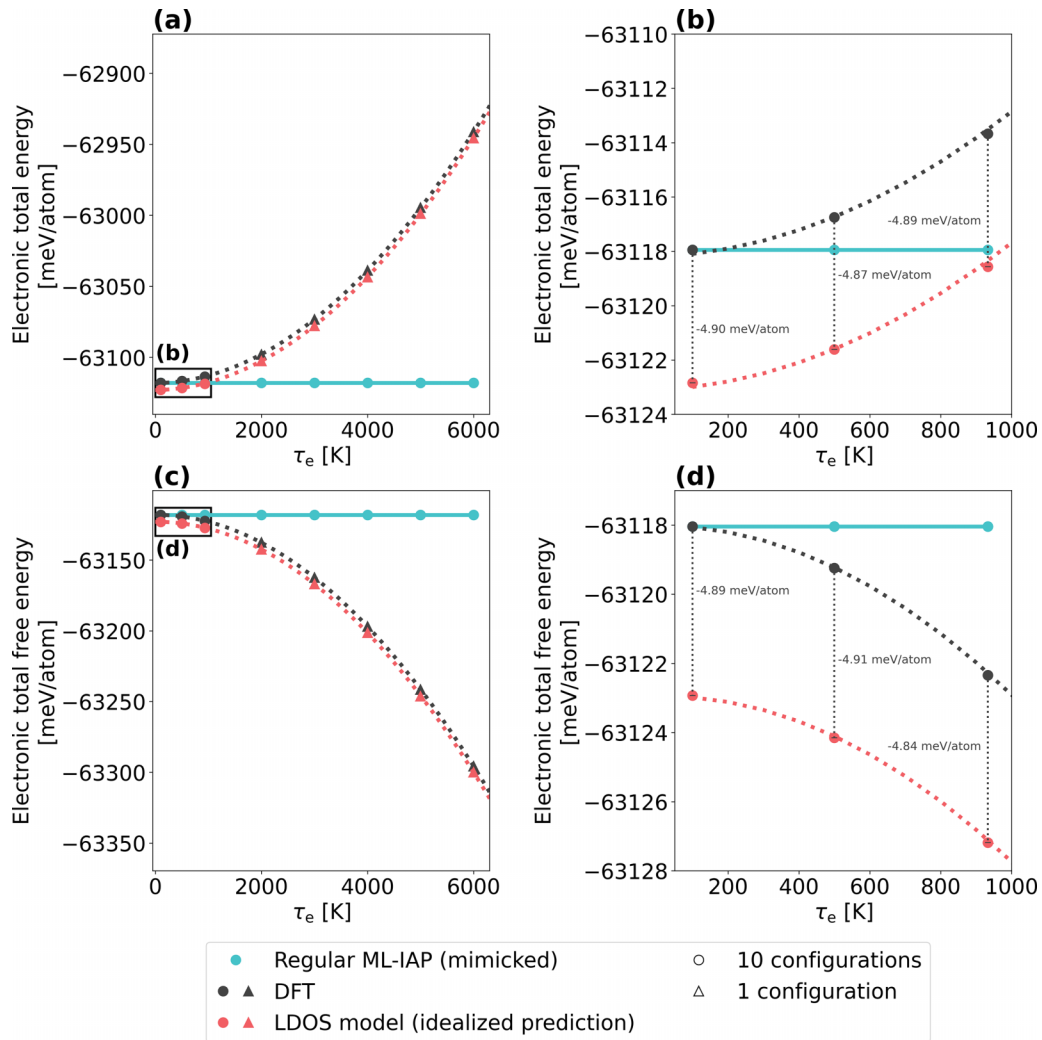 (a)
Electronic total energy
[meV/atom]
−62900
−62950
−63000
−63050
−63100
(b)
0
2000
4000
6000
τe [K]
(b)
Electronic total energy
[meV/atom]
−63110
−63112
−63114
−63116
−63118
−63120
−63122
−63124
-4.89 meV/atom
-4.87 meV/atom
-4.90 meV/atom
200
400
600
800
1000
τe [K]
(c)
Electronic total free energy
[meV/atom]
−63150
−63200
−63250
−63300
−63350
(d)
0
2000
4000
6000
τe [K]
(d)
Electronic total free energy
[meV/atom]
−63118
−63120
−63122
−63124
−63126
−63128
-4.89 meV/atom
-4.91 meV/atom
-4.84 meV/atom
200
400
600
800
1000
τe [K]
Regular ML-IAP (mimicked)
DFT
LDOS model (idealized prediction)
10 configurations
1 configuration